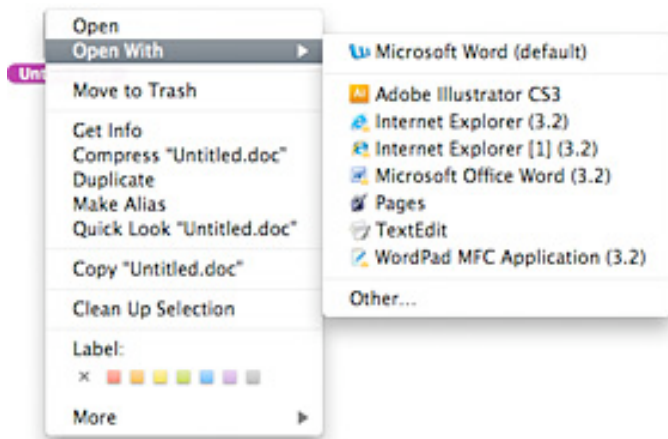 Open
Open With
Unt
Move to Trash
Get Info
Compress "Untitled.doc"
Duplicate
Make Alias
Quick Look "Untitled.doc"
Copy "Untitled.doc"
Clean Up Selection
Label:
×
More
Microsoft Word (default)
Adobe Illustrator CS3
Internet Explorer (3.2)
Internet Explorer [1] (3.2)
Microsoft Office Word (3.2)
Pages
TextEdit
WordPad MFC Application (3.2)
Other...